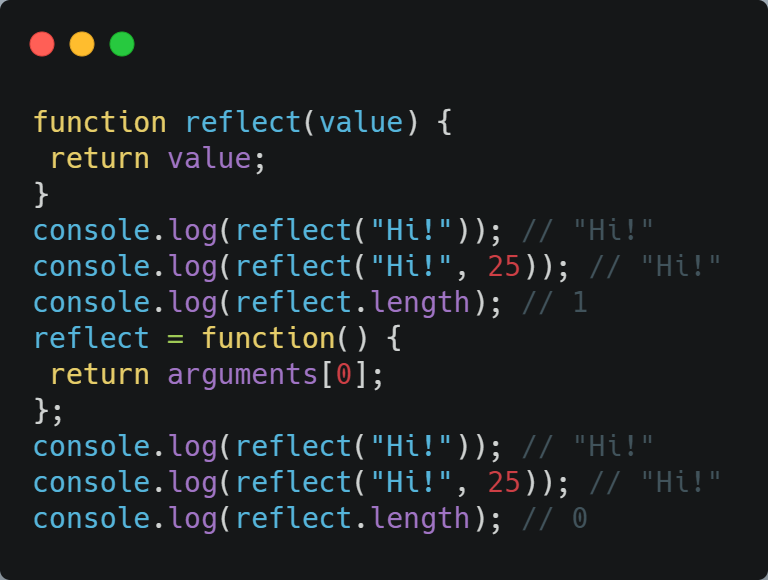 function reflect(value) {
 return value;
}
console.log(reflect("Hi!")); // "Hi!"
console.log(reflect("Hi!", 25)); // "Hi!"
console.log(reflect.length); // 1
reflect = function() {
 return arguments[0];
};
console.log(reflect("Hi!")); // "Hi!"
console.log(reflect("Hi!", 25)); // "Hi!"
console.log(reflect.length); // 0